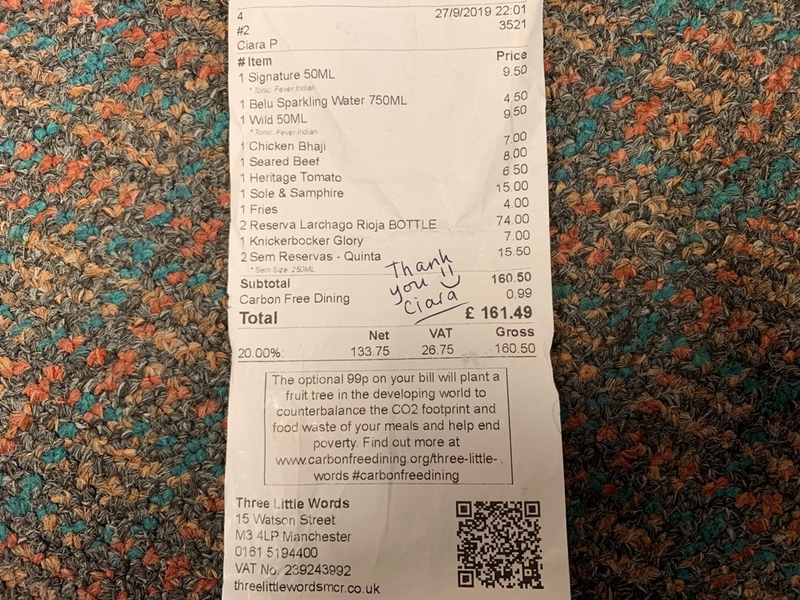 4 27/9/2019 22:01
#2 3521
Ciara P
# Item Price
1 Signature 50ML 9.50
* Tonic: Fever Indian
1 Belu Sparkling Water 750ML 4.50
1 Wild 50ML 9.50
* Tonic: Fever Indian
1 Chicken Bhaji 7.00
1 Seared Beef 8.00
1 Heritage Tomato 6.50
1 Sole & Samphire 15.00
1 Fries 4.00
2 Reserva Larchago Rioja BOTTLE 74.00
1 Knickerbocker Glory 7.00
2 Sem Reservas - Quinta 15.50
* Sem Size: 250ML
Thank
you
Ciara
Subtotal 160.50
Carbon Free Dining 0.99
Total £ 161.49
Net VAT Gross
20.00%: 133.75 26.75 160.50
The optional 99p on your bill will plant a
fruit tree in the developing world to
counterbalance the CO2 footprint and
food waste of your meals and help end
poverty. Find out more at
www.carbonfreedining.org/three-little-
words #carbonfreedining
Three Little Words
15 Watson Street
M3 4LP Manchester
0161 5194400
VAT No. 239243992
threelittlewordsmcr.co.uk